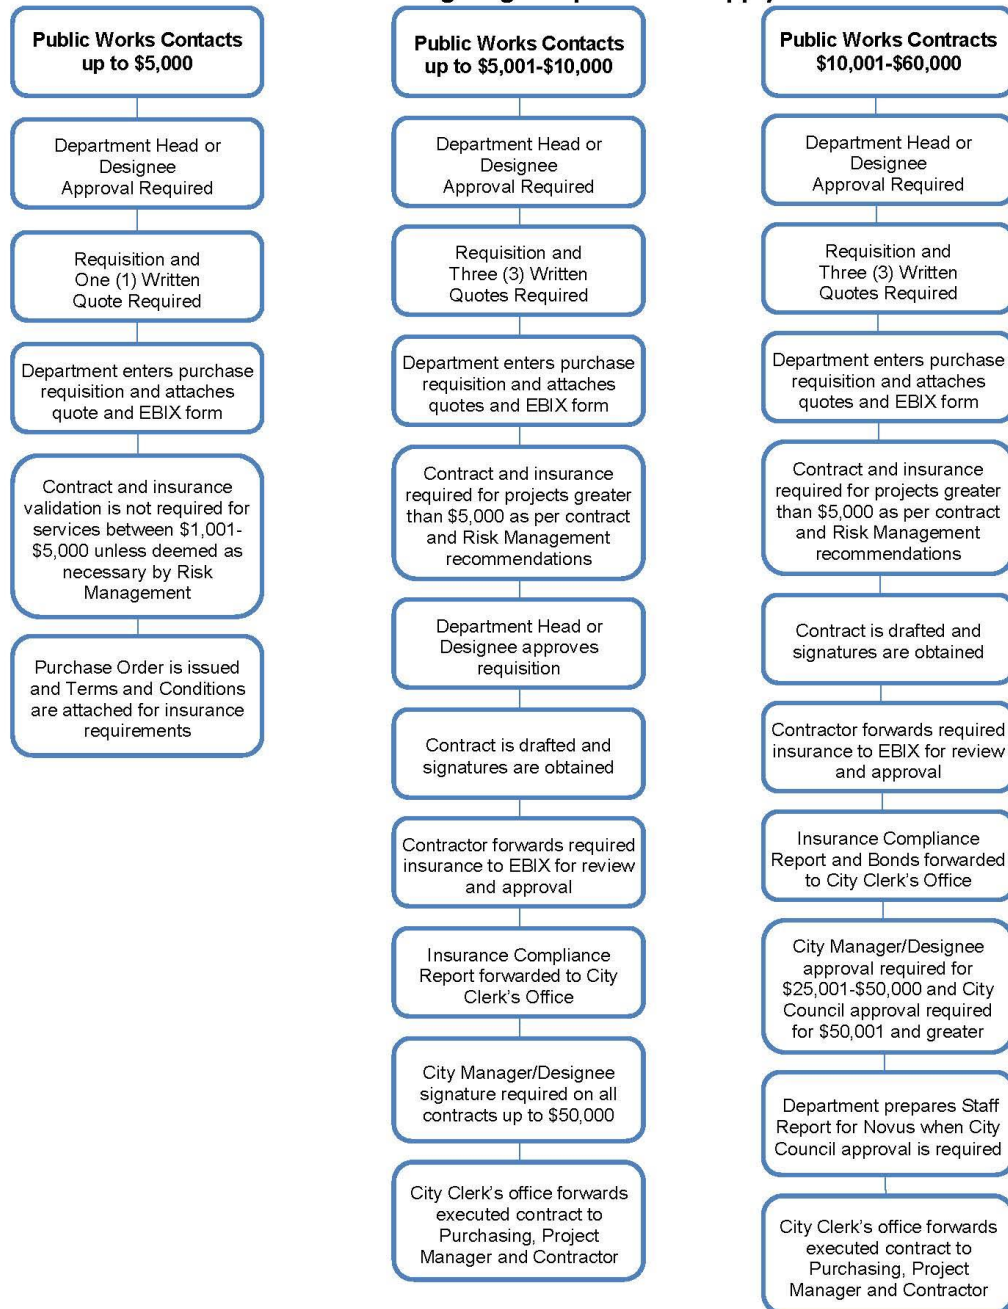 Public Works Contacts
up to $5,000
Department Head or
Designee
Approval Required
Requisition and
One (1) Written
Quote Required
Department enters purchase
requisition and attaches
quote and EBIX form
Contract and insurance
validation is not required for
services between $1,001-
$5,000 unless deemed as
necessary by Risk
Management
Purchase Order is issued
and Terms and Conditions
are attached for insurance
requirements
Public Works Contacts
up to $5,001-$10,000
Department Head or
Designee
Approval Required
Requisition and
Three (3) Written
Quotes Required
Department enters purchase
requisition and attaches
quotes and EBIX form
Contract and insurance
required for projects greater
than $5,000 as per contract
and Risk Management
recommendations
Department Head or
Designee approves
requisition
Contract is drafted and
signatures are obtained
Contractor forwards required
insurance to EBIX for review
and approval
Insurance Compliance
Report forwarded to City
Clerk's Office
City Manager/Designee
signature required on all
contracts up to $50,000
City Clerk's office forwards
executed contract to
Purchasing, Project
Manager and Contractor
Public Works Contracts
$10,001-$60,000
Department Head or
Designee
Approval Required
Requisition and
Three (3) Written
Quotes Required
Department enters purchase
requisition and attaches
quotes and EBIX form
Contract and insurance
required for projects greater
than $5,000 as per contract
and Risk Management
recommendations
Contract is drafted and
signatures are obtained
Contractor forwards required
insurance to EBIX for review
and approval
Insurance Compliance
Report and Bonds forwarded
to City Clerk's Office
City Manager/Designee
approval required for
$25,001-$50,000 and City
Council approval required
for $50,001 and greater
Department prepares Staff
Report for Novus when City
Council approval is required
City Clerk's office forwards
executed contract to
Purchasing, Project
Manager and Contractor